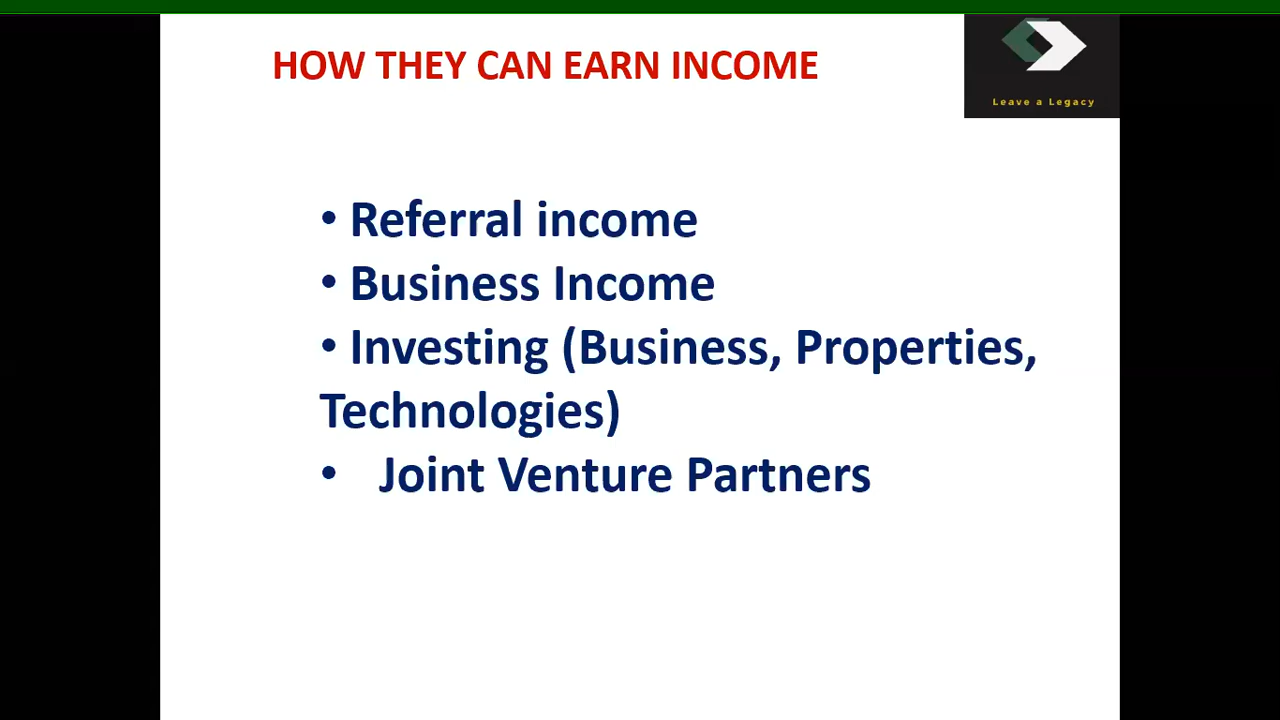 HOW THEY CAN EARN INCOME
Leave a Legacy
• Referral income
• Business Income
• Investing (Business, Properties,
Technologies)
• Joint Venture Partners